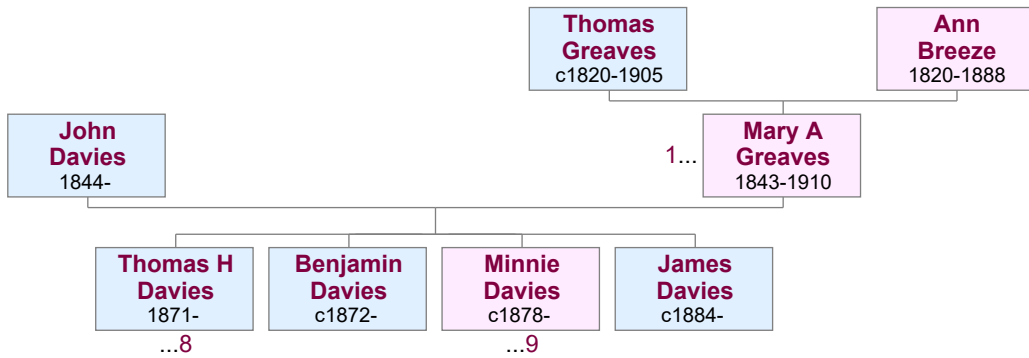 Thomas
Greaves
c1820-1905
Ann
Breeze
1820-1888
John
Davies
1844-
1...
Mary A
Greaves
1843-1910
Thomas H
Davies
1871-
Benjamin
Davies
c1872-
Minnie
Davies
c1878-
James
Davies
c1884-
...8
...9